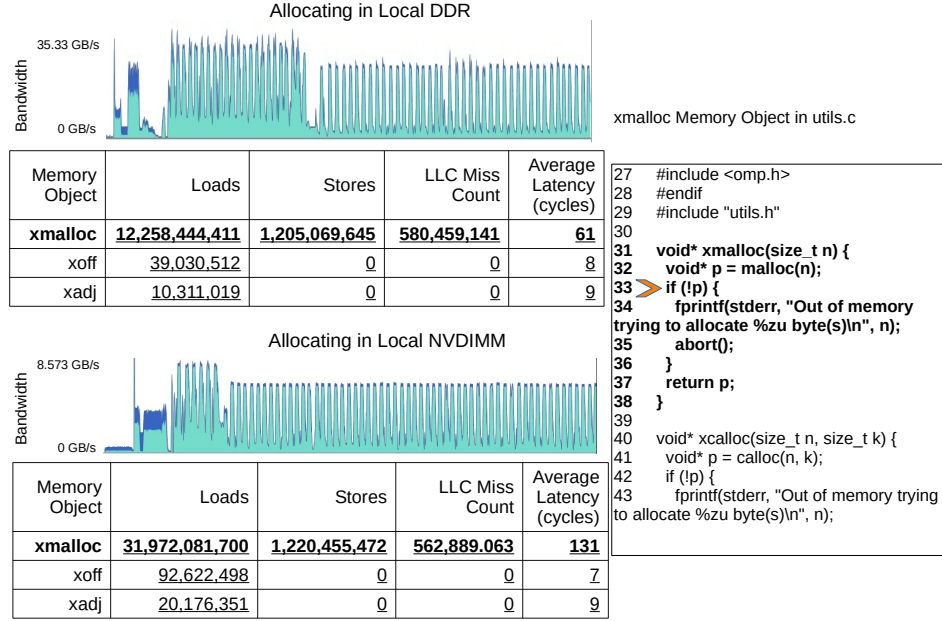 Allocating in Local DDR
Bandwidth
35.33 GB/s
0 GB/s
Memory Object Loads Stores LLC Miss Count Average Latency (cycles)
xmalloc 12,258,444,411 1,205,069,645 580,459,141 61
xoff 39,030,512 0 0 8
xadj 10,311,019 0 0 9
Allocating in Local NVDIMM
Bandwidth
8.573 GB/s
0 GB/s
Memory Object Loads Stores LLC Miss Count Average Latency (cycles)
xmalloc 31,972,081,700 1,220,455,472 562,889.063 131
xoff 92,622,498 0 0 7
xadj 20,176,351 0 0 9
xmalloc Memory Object in utils.c
27 #include <omp.h>
28 #endif
29 #include "utils.h"
30
31 void* xmalloc(size_t n) {
32 void* p = malloc(n);
33 if (!p) {
34 fprintf(stderr, "Out of memory
trying to allocate %zu byte(s)\n", n);
35 abort();
36 }
37 return p;
38 }
39
40 void* xcalloc(size_t n, size_t k) {
41 void* p = calloc(n, k);
42 if (!p) {
43 fprintf(stderr, "Out of memory trying
to allocate %zu byte(s)\n", n);